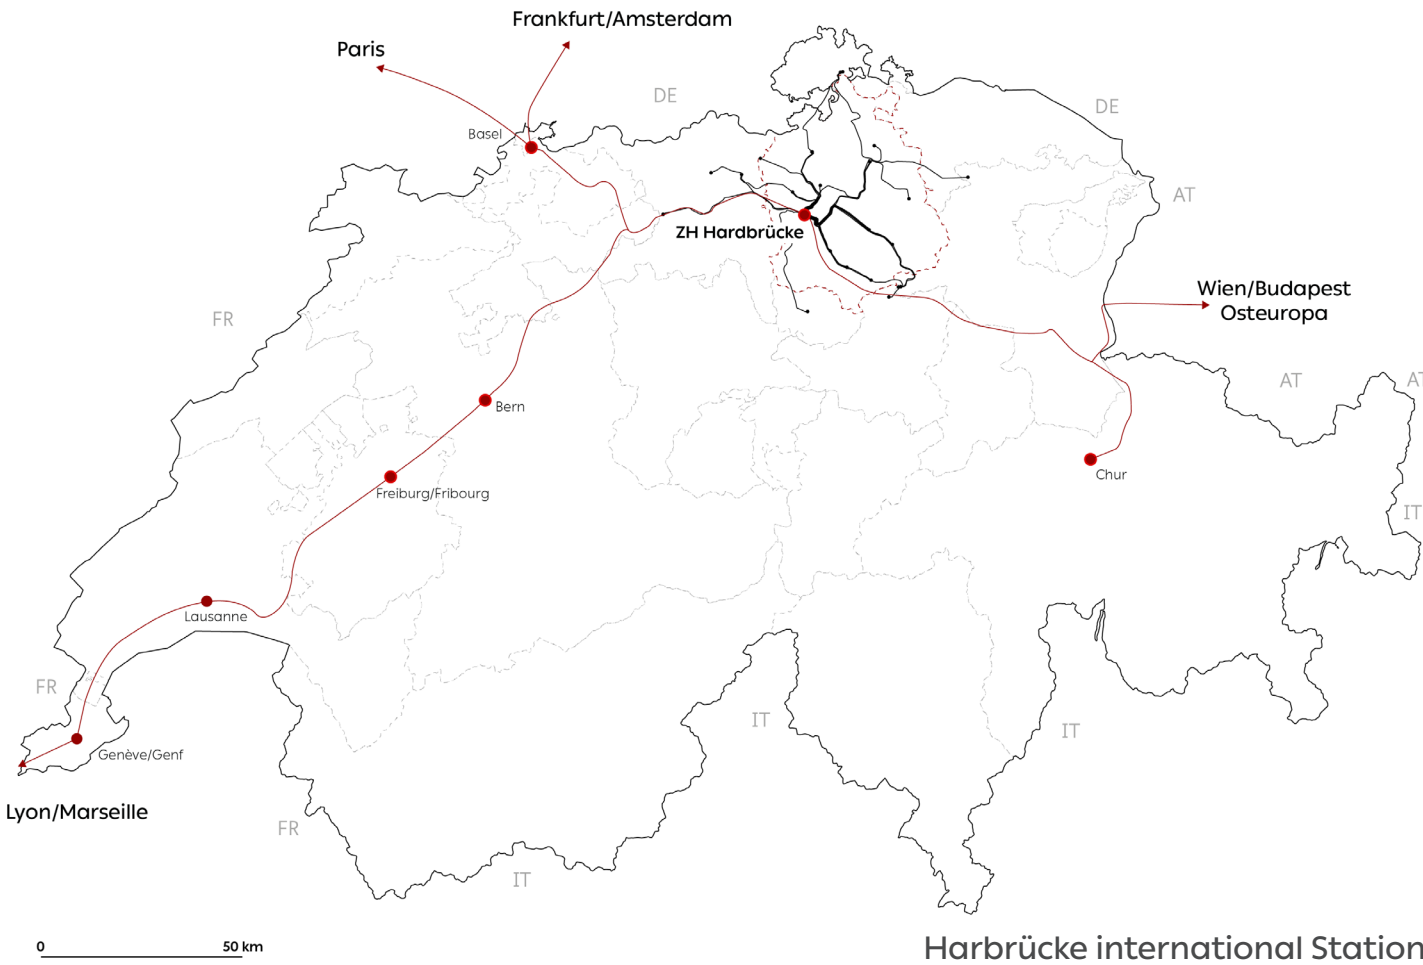 Frankfurt/Amsterdam
Paris
DE
DE
Basel
AT
ZH Hardbrücke
Wien/Budapest
Osteuropa
FR
AT
AT
Bern
Chur
Freiburg/Fribourg
IT
Lausanne
FR
IT
IT
Genève/Genf
Lyon/Marseille
FR
IT
0
50 km
Harbrücke international Station